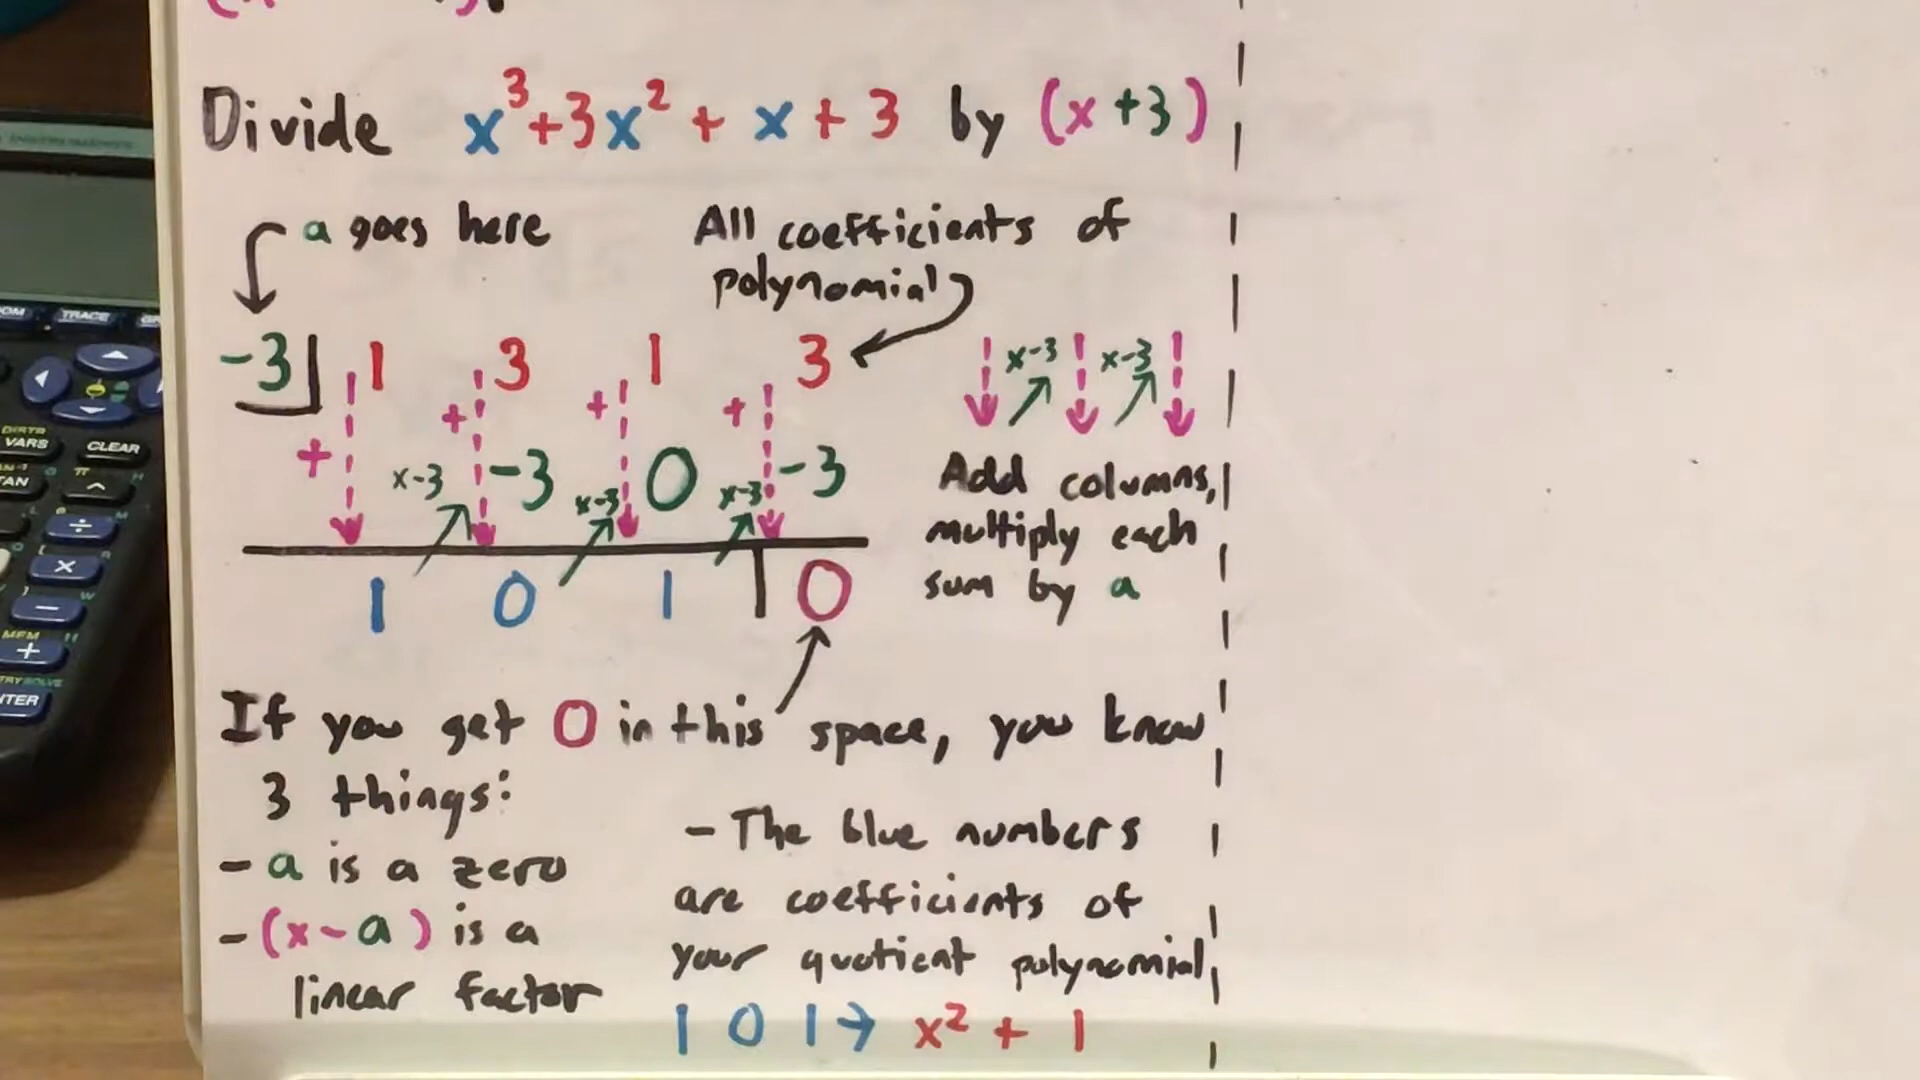 Divide x³+3x² + x + 3 by (x +3)
a goes here
All coefficients of
polynomial
-3 1 3 1 3
+ + + +
x-3 -3 x-3 0 x-3 -3
1 0 1 0
x-3 x-3
Add columns,
multiply each
sum by a
If you get 0 in this space, you know
3 things:
- a is a zero
- (x - a) is a
linear factor
- The blue numbers
are coefficients of
your quotient polynomial
1 0 1 → x² + 1
TRACE
VARS
CLEAR
÷
×
−
+